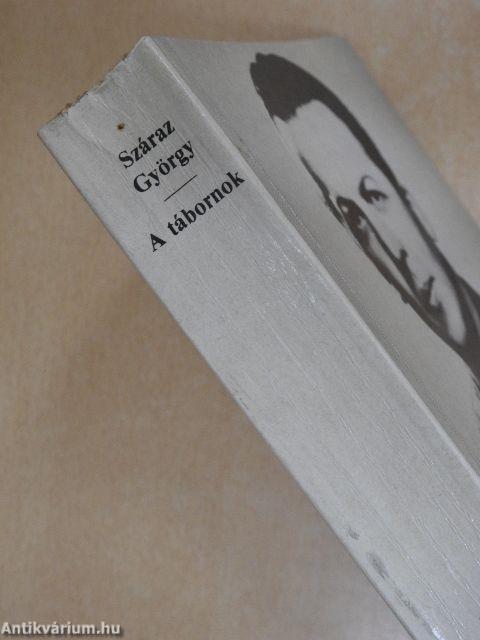 Száraz
György
A tábornok
Antikvárium.hu